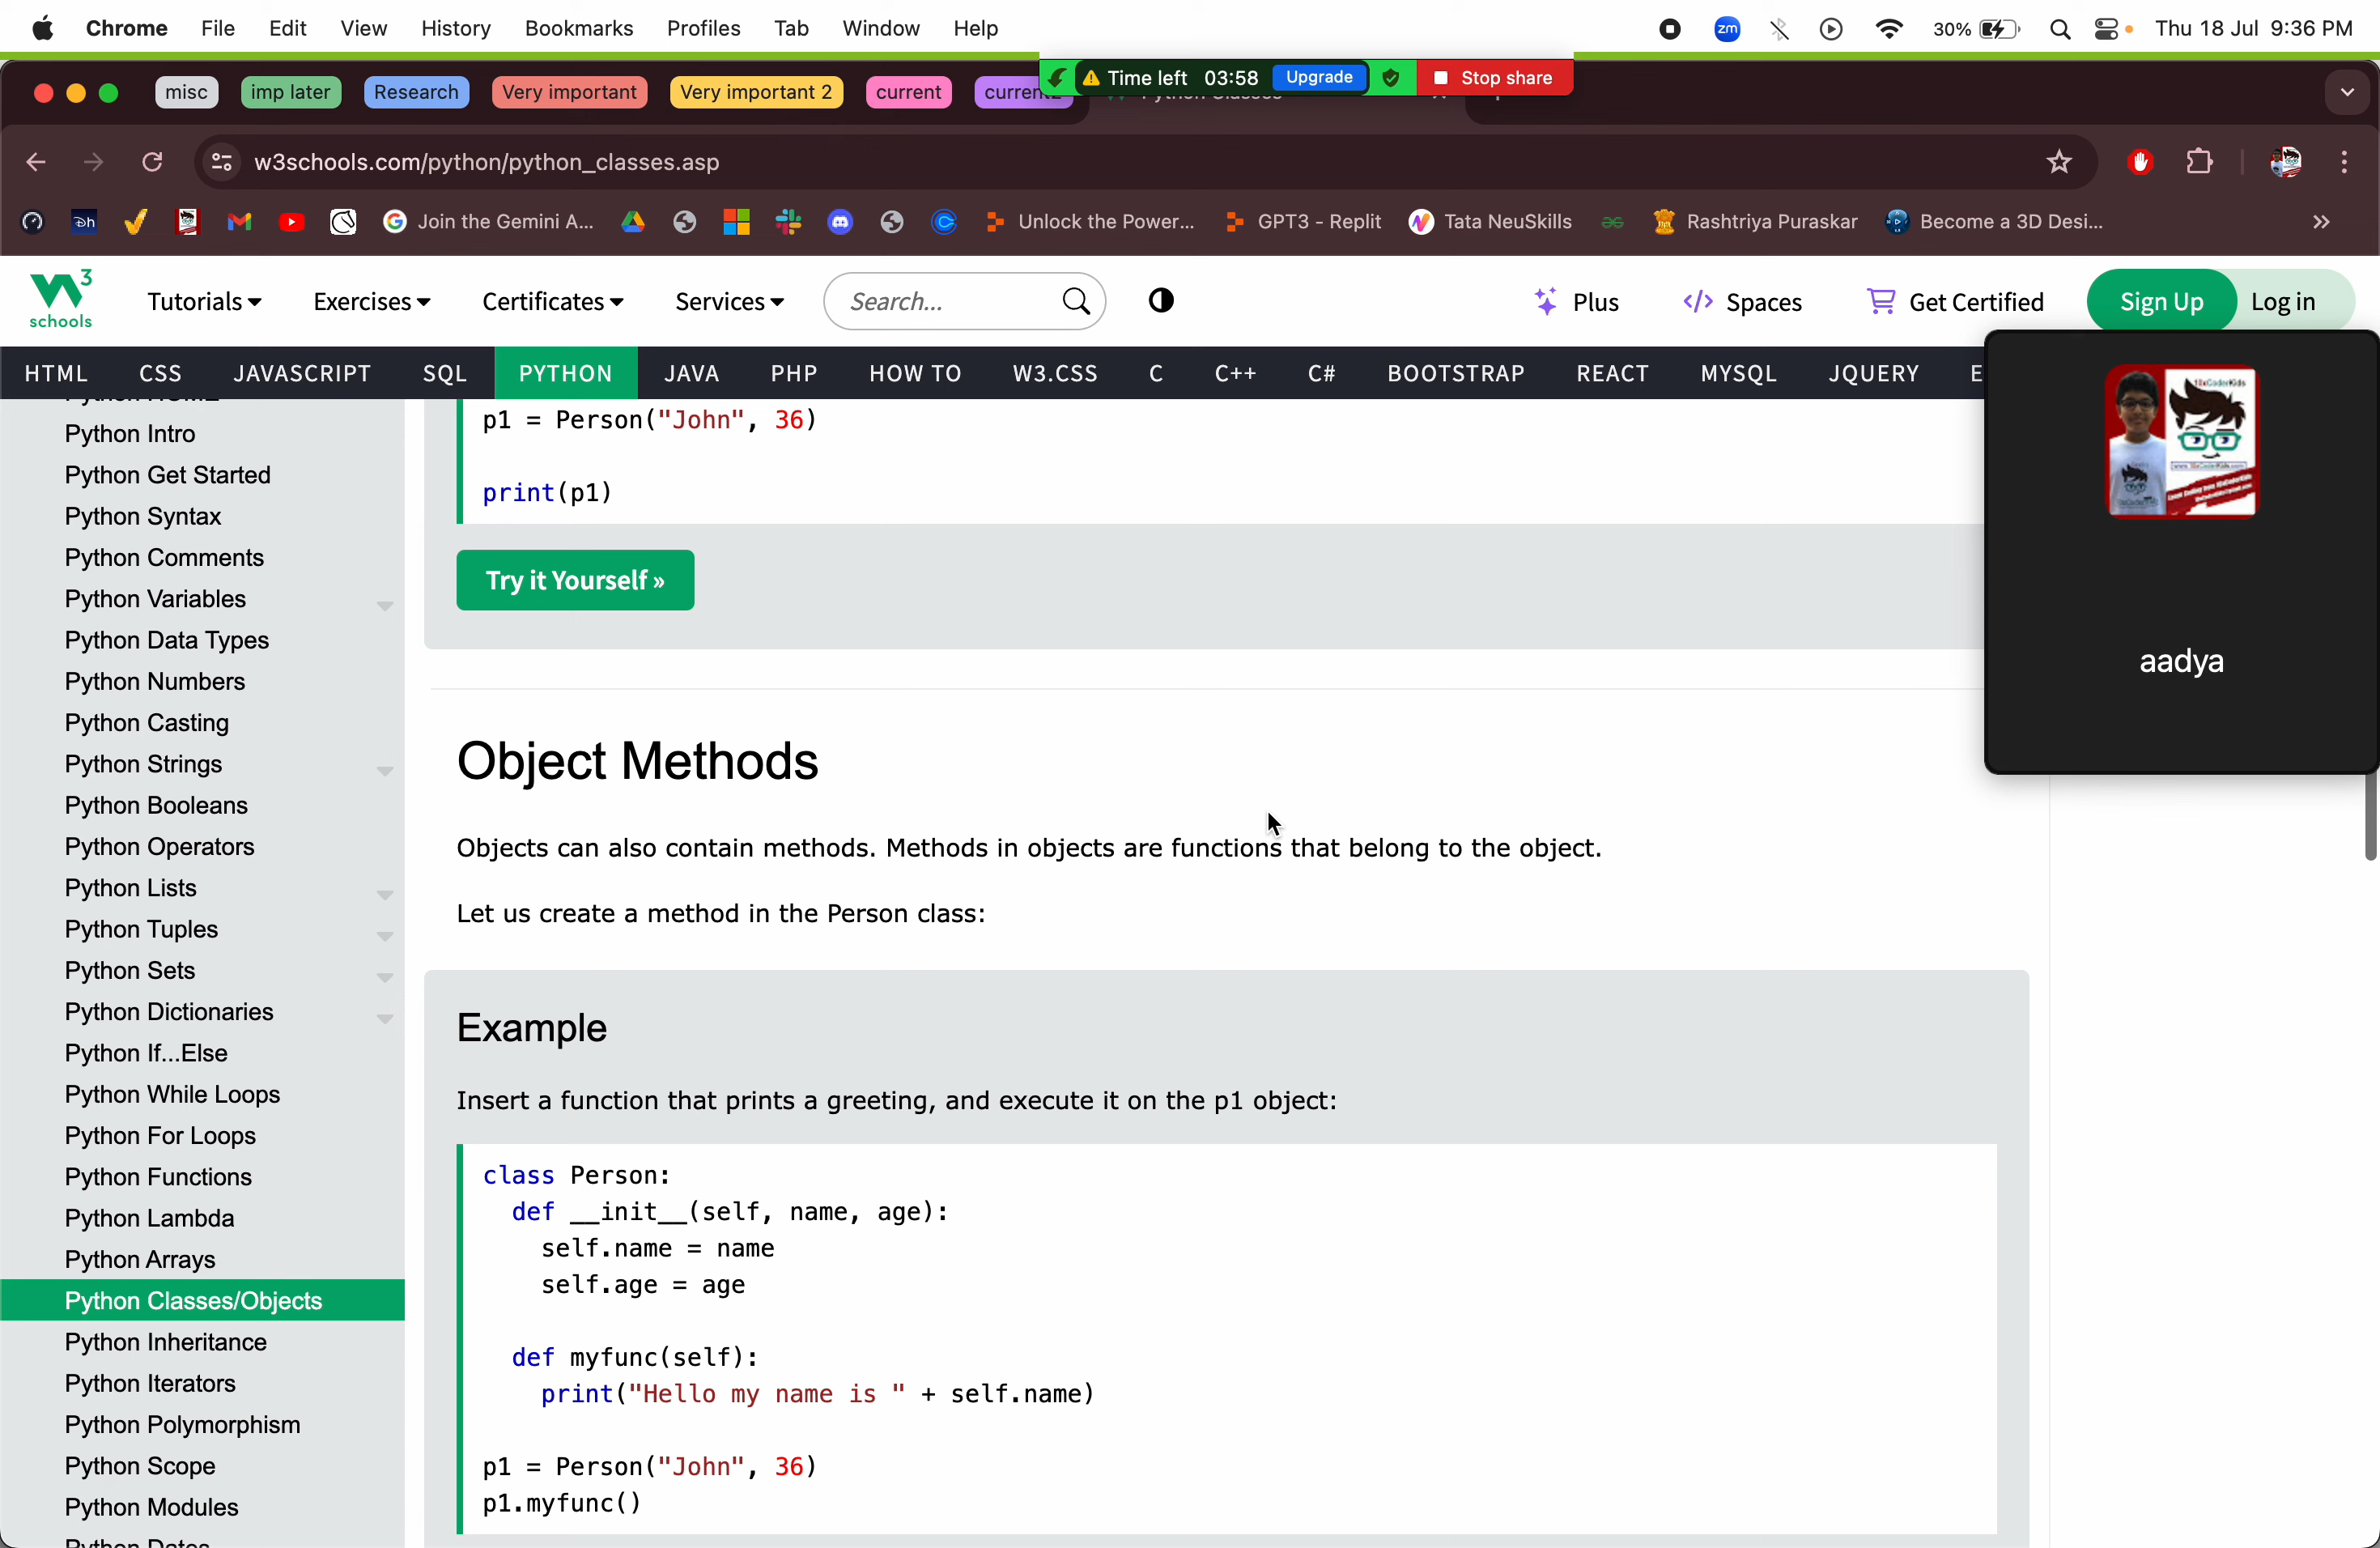 Chrome File Edit View History Bookmarks Profiles Tab Window Help zm 30% Thu 18 Jul 9:36 PM
misc imp later Research Very important Very important 2 current current2 Time left 03:58 Upgrade Stop share
w3schools.com/python/python_classes.asp
Join the Gemini A... Unlock the Power... GPT3 - Replit Tata NeuSkills Rashtriya Puraskar Become a 3D Desi...
W3 schools Tutorials Exercises Certificates Services Search... Plus Spaces Get Certified Sign Up Log in
HTML CSS JAVASCRIPT SQL PYTHON JAVA PHP HOW TO W3.CSS C C++ C# BOOTSTRAP REACT MYSQL JQUERY E
Python Intro
Python Get Started
Python Syntax
Python Comments
Python Variables
Python Data Types
Python Numbers
Python Casting
Python Strings
Python Booleans
Python Operators
Python Lists
Python Tuples
Python Sets
Python Dictionaries
Python If...Else
Python While Loops
Python For Loops
Python Functions
Python Lambda
Python Arrays
Python Classes/Objects
Python Inheritance
Python Iterators
Python Polymorphism
Python Scope
Python Modules
Python Dates
p1 = Person("John", 36)
print(p1)
Try it Yourself »
Object Methods
Objects can also contain methods. Methods in objects are functions that belong to the object.
Let us create a method in the Person class:
Example
Insert a function that prints a greeting, and execute it on the p1 object:
class Person:
def __init__(self, name, age):
self.name = name
self.age = age
def myfunc(self):
print("Hello my name is " + self.name)
p1 = Person("John", 36)
p1.myfunc()
aadya